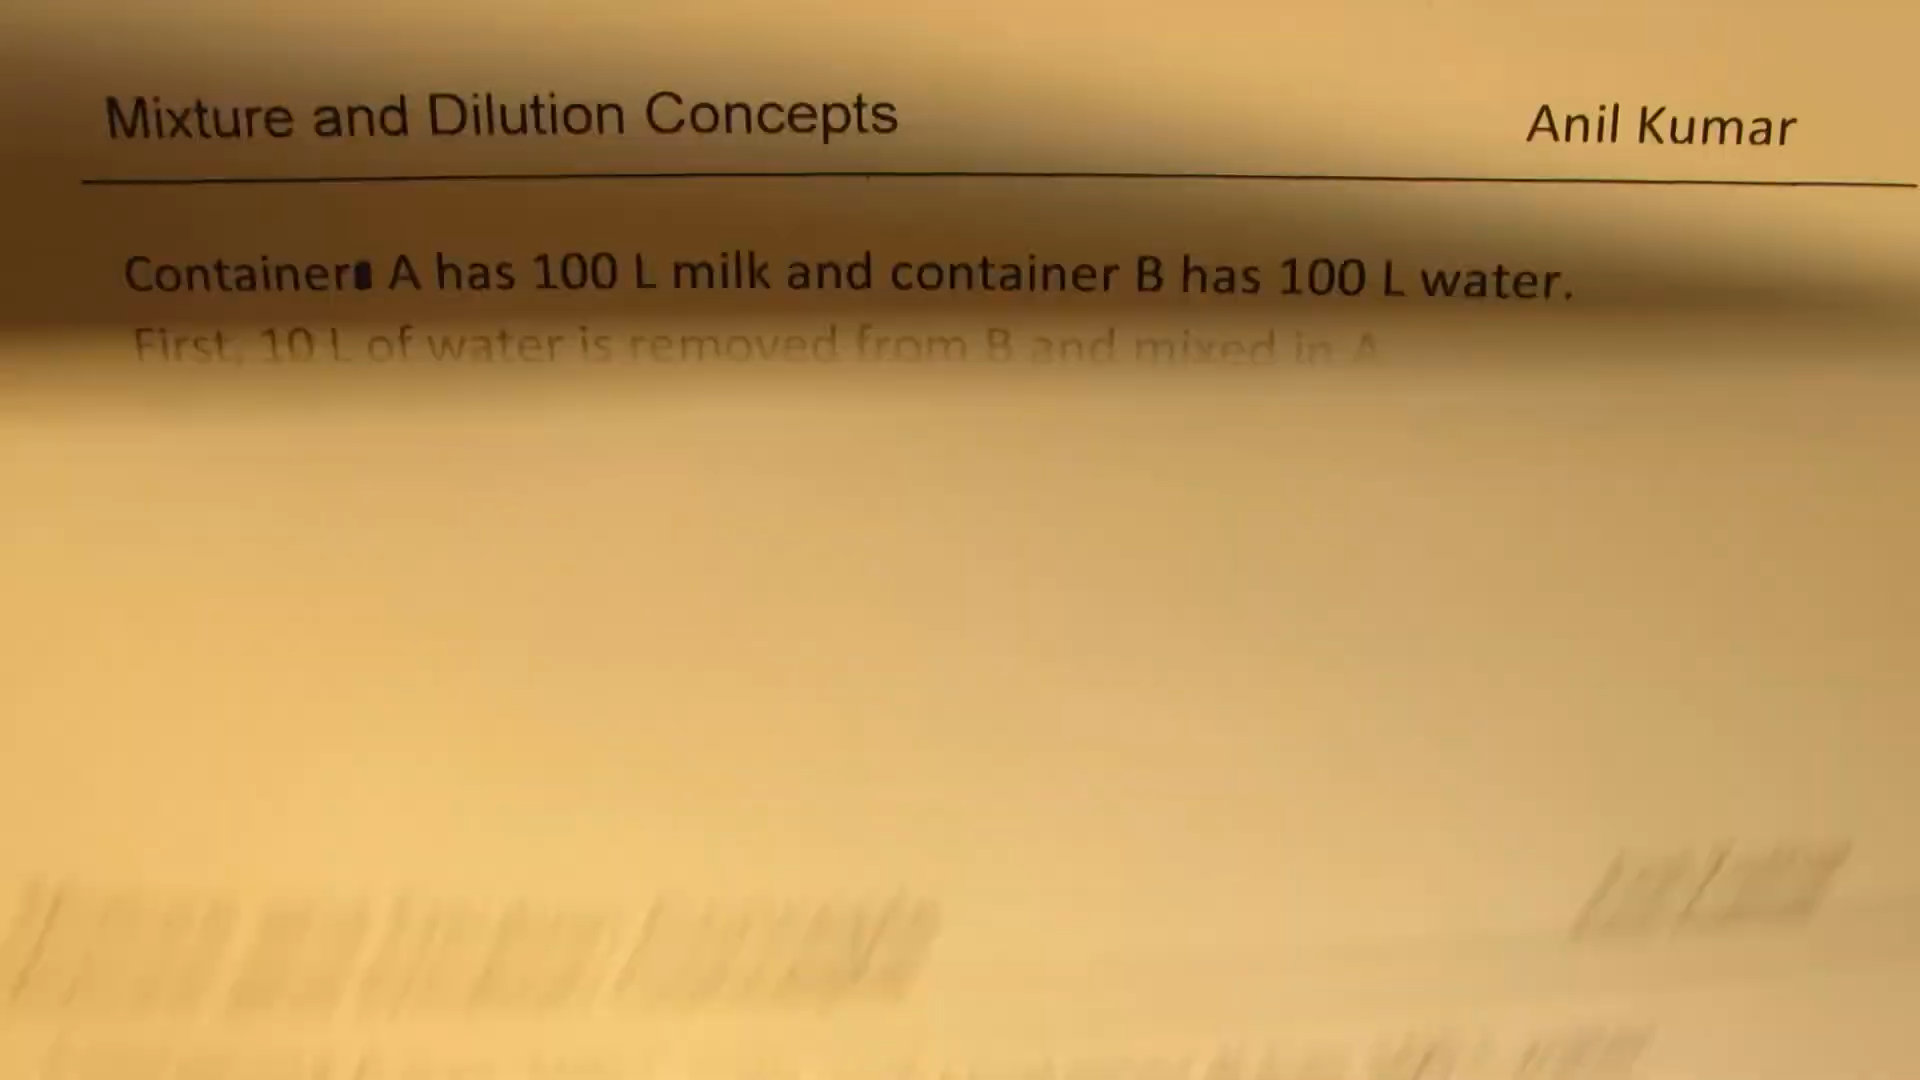 Mixture and Dilution Concepts
Anil Kumar
Container A has 100 L milk and container B has 100 L water.
First, 10 L of water is removed from B and mixed in A